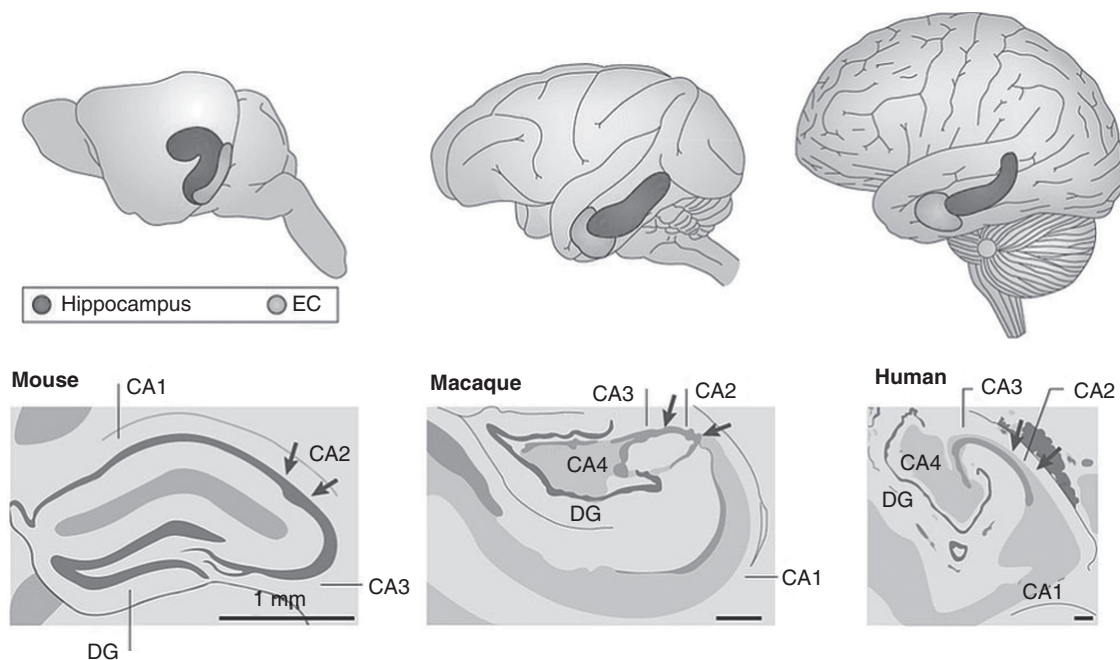 Hippocampus EC
Mouse
CA1
CA2
CA3
1 mm
DG
Macaque
CA3 CA2
CA4
DG
CA1
Human
CA3
CA2
CA4
DG
CA1